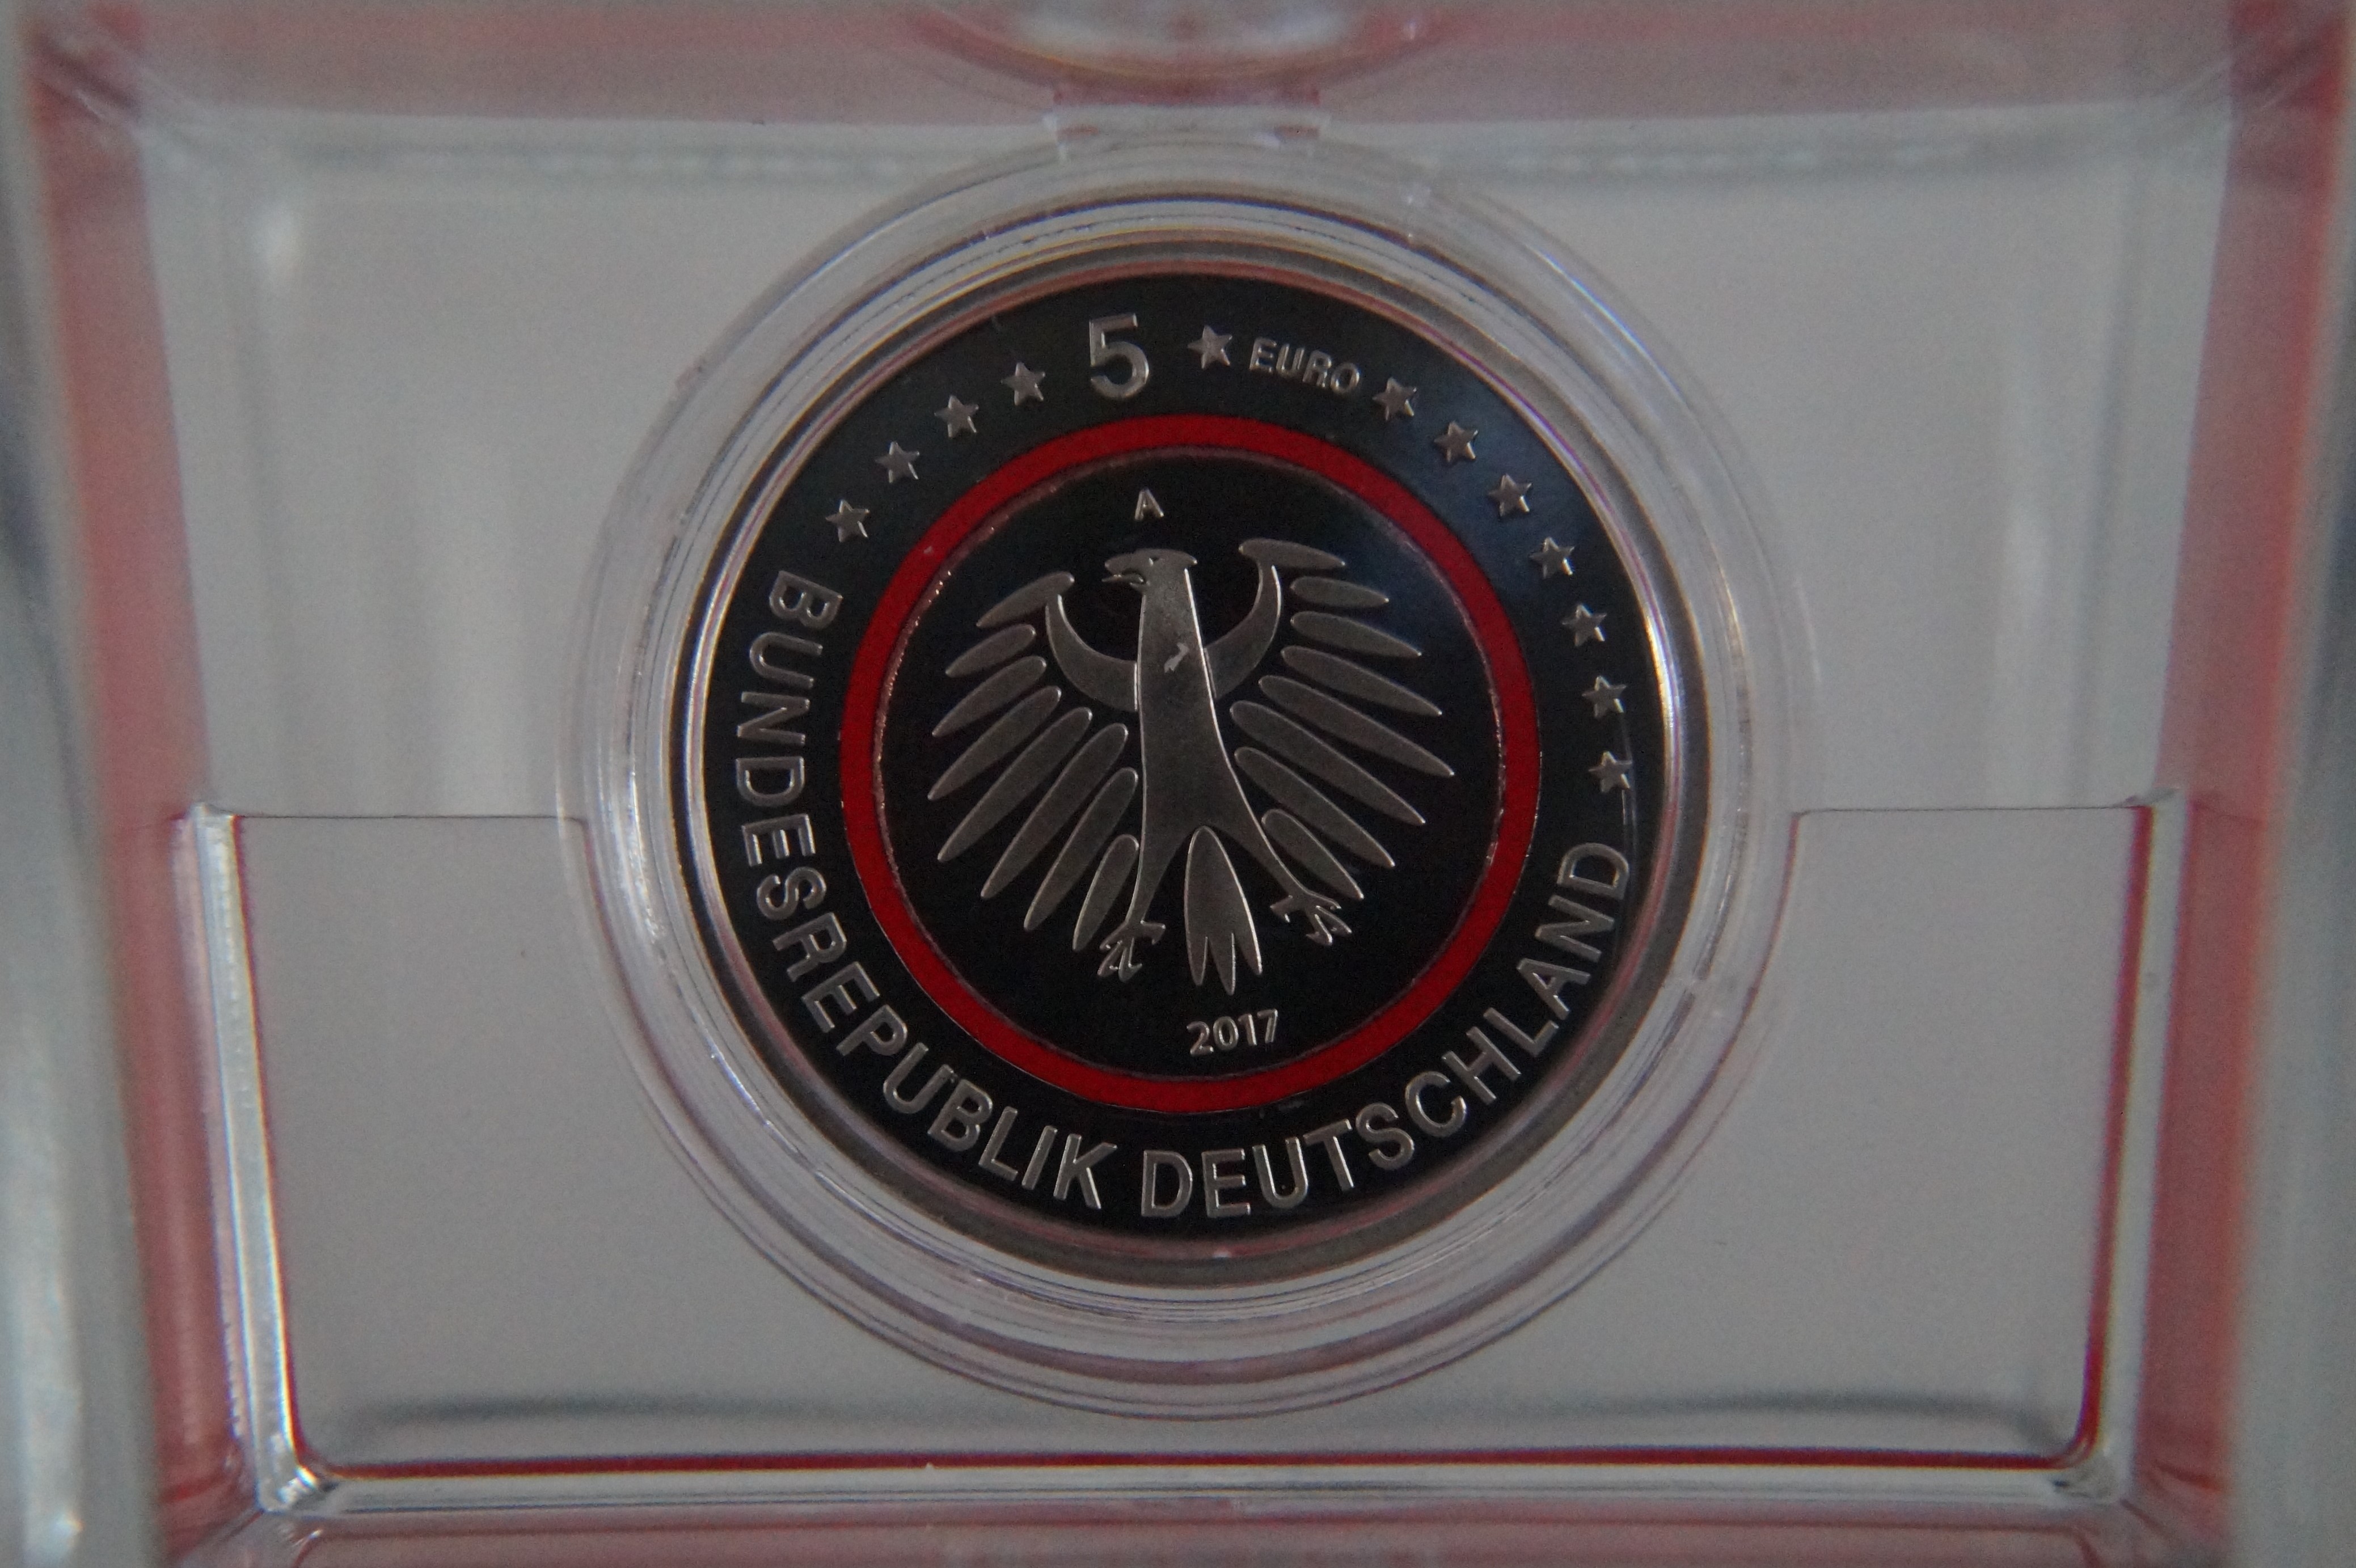 5 EURO
A
2017
BUNDESREPUBLIK DEUTSCHLAND